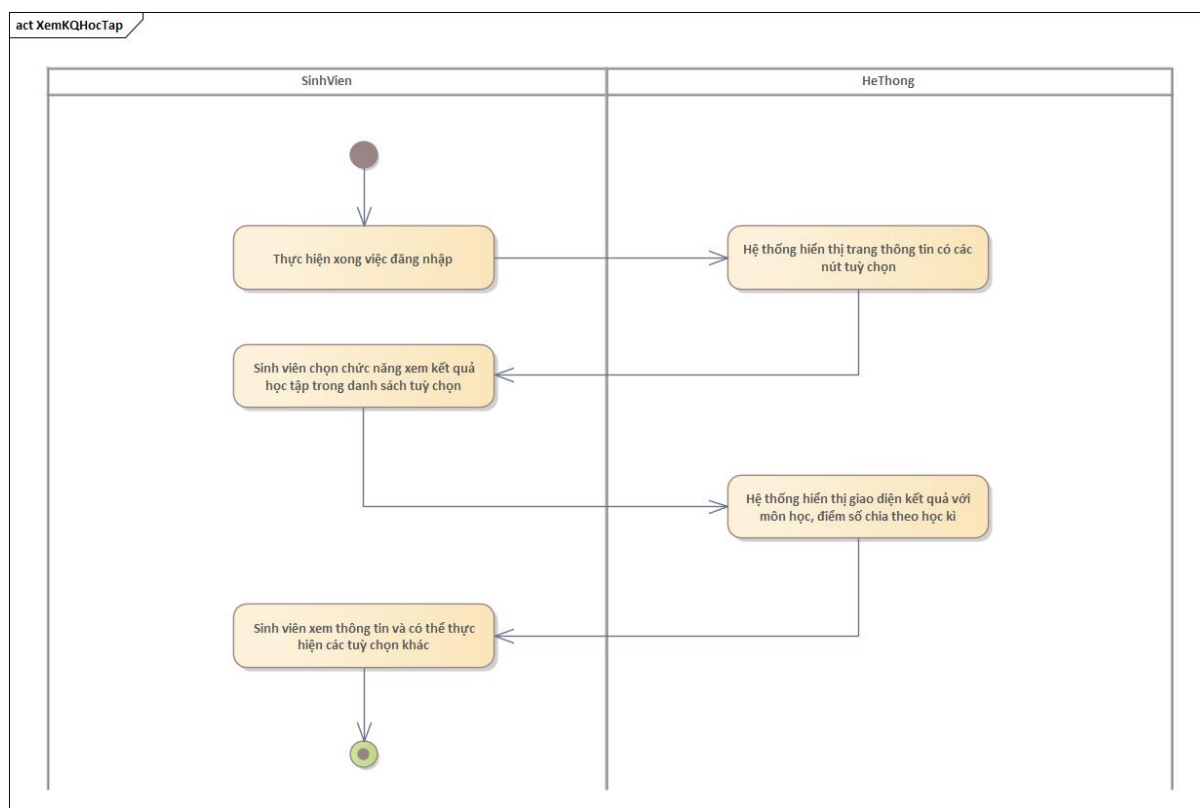 act XemKQHocTap
SinhVien
HeThong
Thực hiện xong việc đăng nhập
Hệ thống hiển thị trang thông tin có các
nút tuỳ chọn
Sinh viên chọn chức năng xem kết quả
học tập trong danh sách tuỳ chọn
Hệ thống hiển thị giao diện kết quả với
môn học, điểm số chia theo học kì
Sinh viên xem thông tin và có thể thực
hiện các tuỳ chọn khác